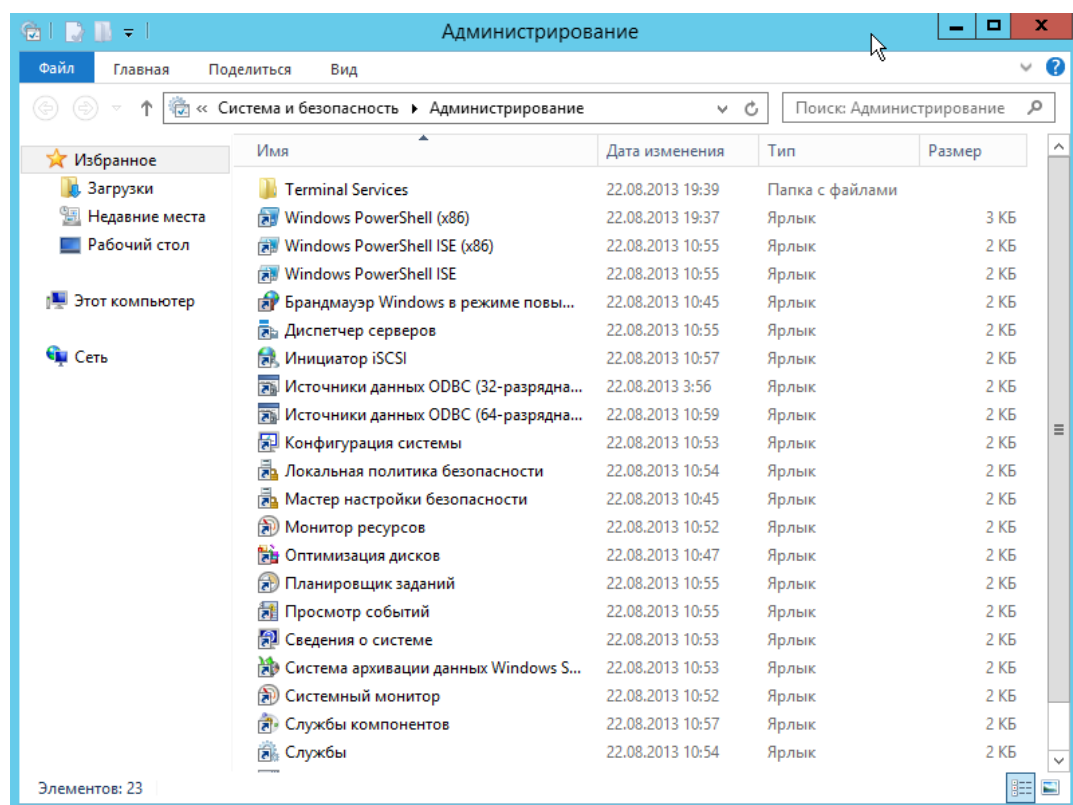 Администрирование
Файл Главная Поделиться Вид
« Система и безопасность Администрирование Поиск: Администрирование
Имя Дата изменения Тип Размер
Избранное
Загрузки
Недавние места
Рабочий стол
Этот компьютер
Сеть
Terminal Services 22.08.2013 19:39 Папка с файлами
Windows PowerShell (x86) 22.08.2013 19:37 Ярлык 3 КБ
Windows PowerShell ISE (x86) 22.08.2013 10:55 Ярлык 2 КБ
Windows PowerShell ISE 22.08.2013 10:55 Ярлык 2 КБ
Брандмауэр Windows в режиме повы... 22.08.2013 10:45 Ярлык 2 КБ
Диспетчер серверов 22.08.2013 10:55 Ярлык 2 КБ
Инициатор iSCSI 22.08.2013 10:57 Ярлык 2 КБ
Источники данных ODBC (32-разрядна... 22.08.2013 3:56 Ярлык 2 КБ
Источники данных ODBC (64-разрядна... 22.08.2013 10:59 Ярлык 2 КБ
Конфигурация системы 22.08.2013 10:53 Ярлык 2 КБ
Локальная политика безопасности 22.08.2013 10:54 Ярлык 2 КБ
Мастер настройки безопасности 22.08.2013 10:45 Ярлык 2 КБ
Монитор ресурсов 22.08.2013 10:52 Ярлык 2 КБ
Оптимизация дисков 22.08.2013 10:47 Ярлык 2 КБ
Планировщик заданий 22.08.2013 10:55 Ярлык 2 КБ
Просмотр событий 22.08.2013 10:55 Ярлык 2 КБ
Сведения о системе 22.08.2013 10:53 Ярлык 2 КБ
Система архивации данных Windows S... 22.08.2013 10:53 Ярлык 2 КБ
Системный монитор 22.08.2013 10:52 Ярлык 2 КБ
Службы компонентов 22.08.2013 10:57 Ярлык 2 КБ
Службы 22.08.2013 10:54 Ярлык 2 КБ
Элементов: 23